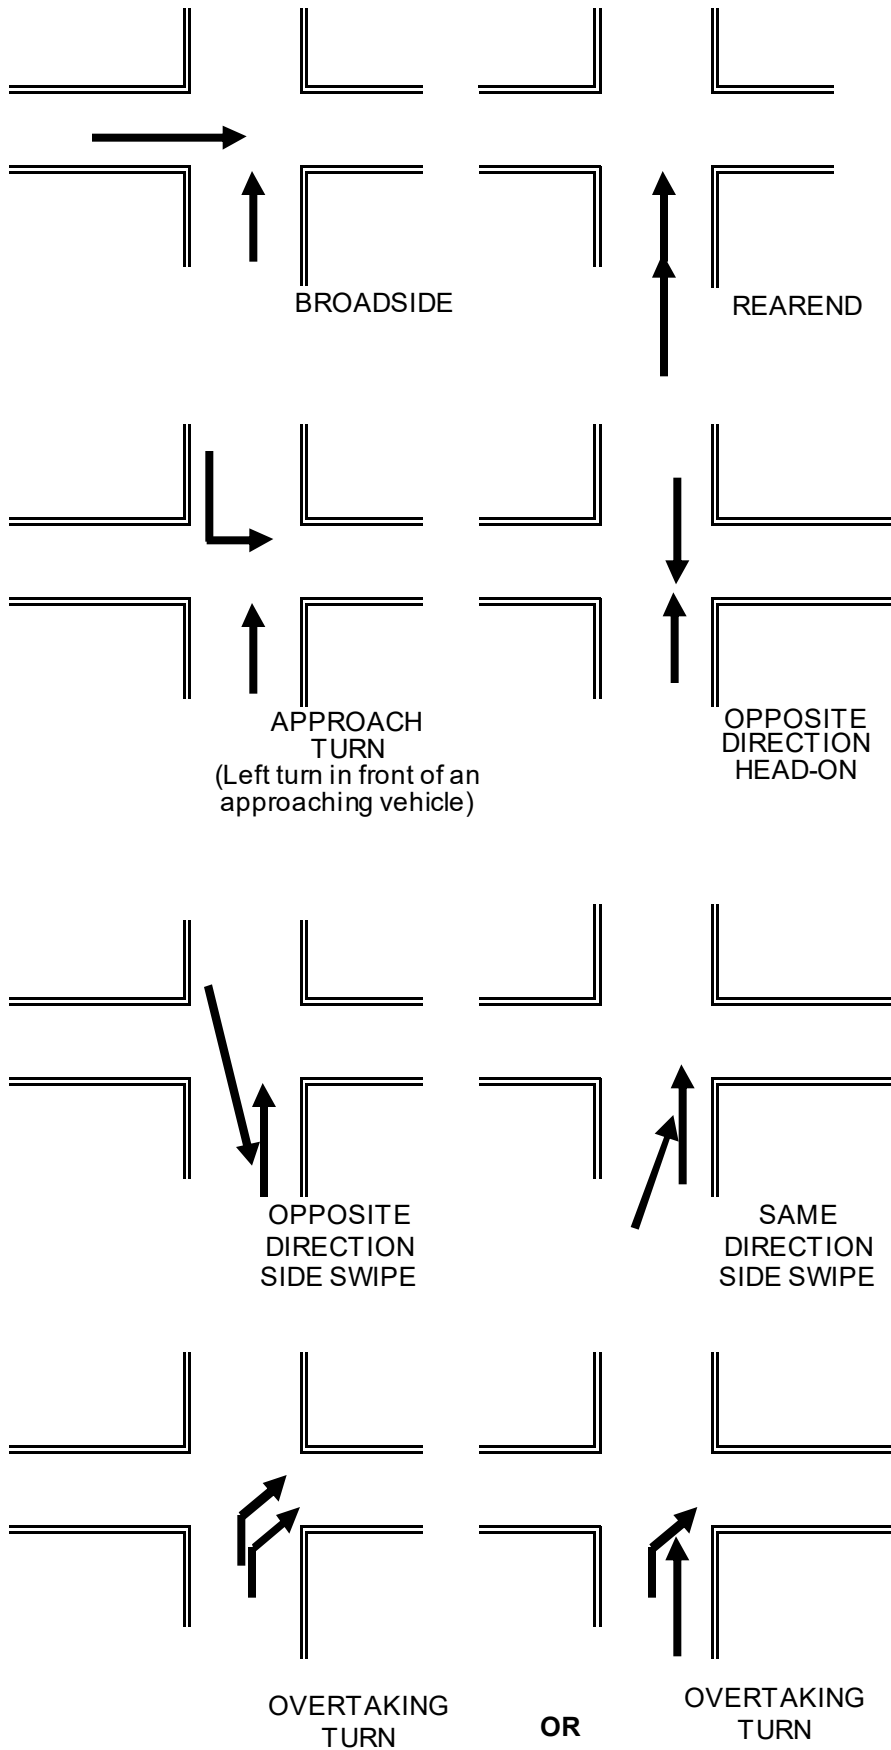 BROADSIDE
REAREND
APPROACH
TURN
(Left turn in front of an
approaching vehicle)
OPPOSITE
DIRECTION
HEAD-ON
OPPOSITE
DIRECTION
SIDE SWIPE
SAME
DIRECTION
SIDE SWIPE
OVERTAKING
TURN
OR
OVERTAKING
TURN